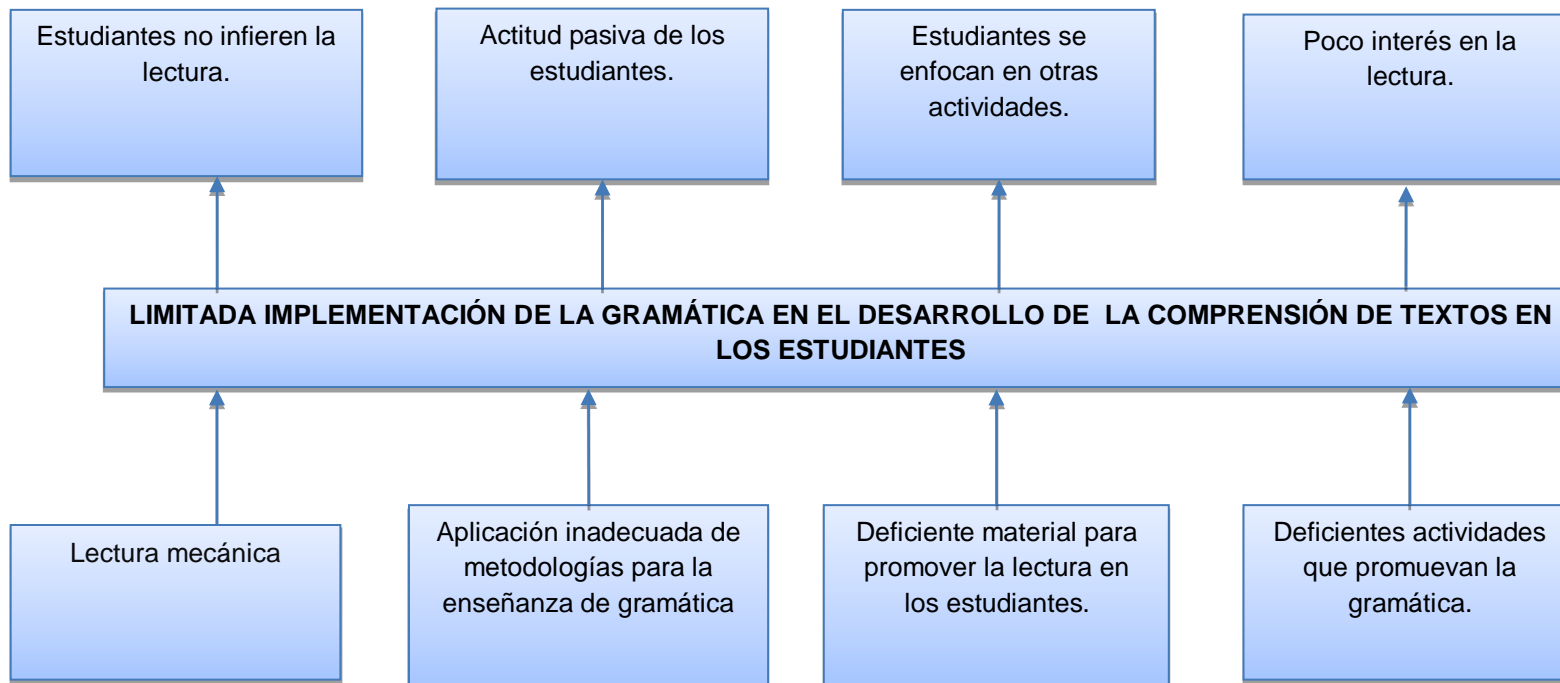 Estudiantes no infieren la
lectura.
Actitud pasiva de los
estudiantes.
Estudiantes se
enfocan en otras
actividades.
Poco interés en la
lectura.
LIMITADA IMPLEMENTACIÓN DE LA GRAMÁTICA EN EL DESARROLLO DE  LA COMPRENSIÓN DE TEXTOS EN
LOS ESTUDIANTES
Lectura mecánica
Aplicación inadecuada de
metodologías para la
enseñanza de gramática
Deficiente material para
promover la lectura en
los estudiantes.
Deficientes actividades
que promuevan la
gramática.